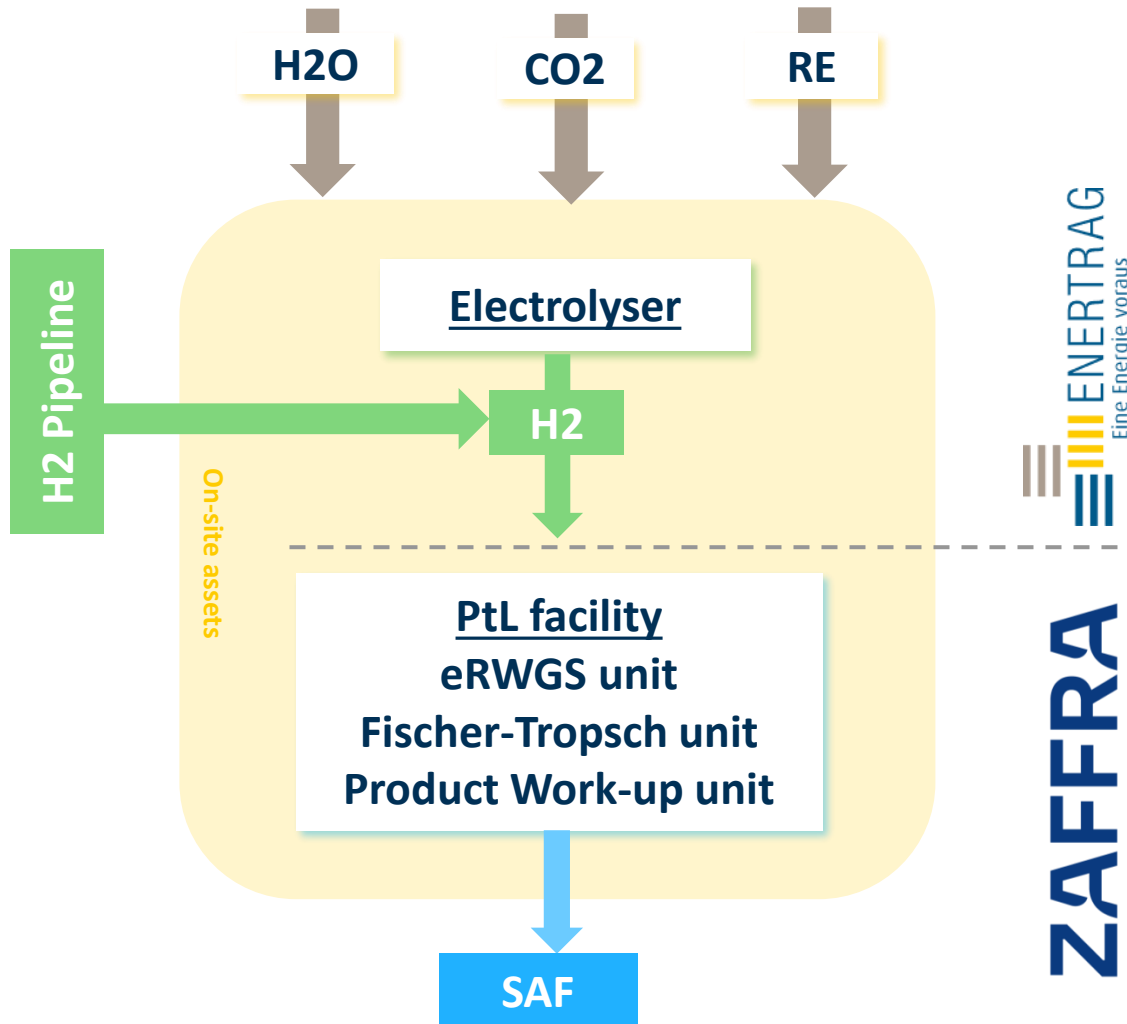 H2O
CO2
RE
H2 Pipeline
Electrolyser
H2
On-site assets
ENERTRAG
Eine Energie voraus
PtL facility
eRWGS unit
Fischer-Tropsch unit
Product Work-up unit
ZAFFRA
SAF